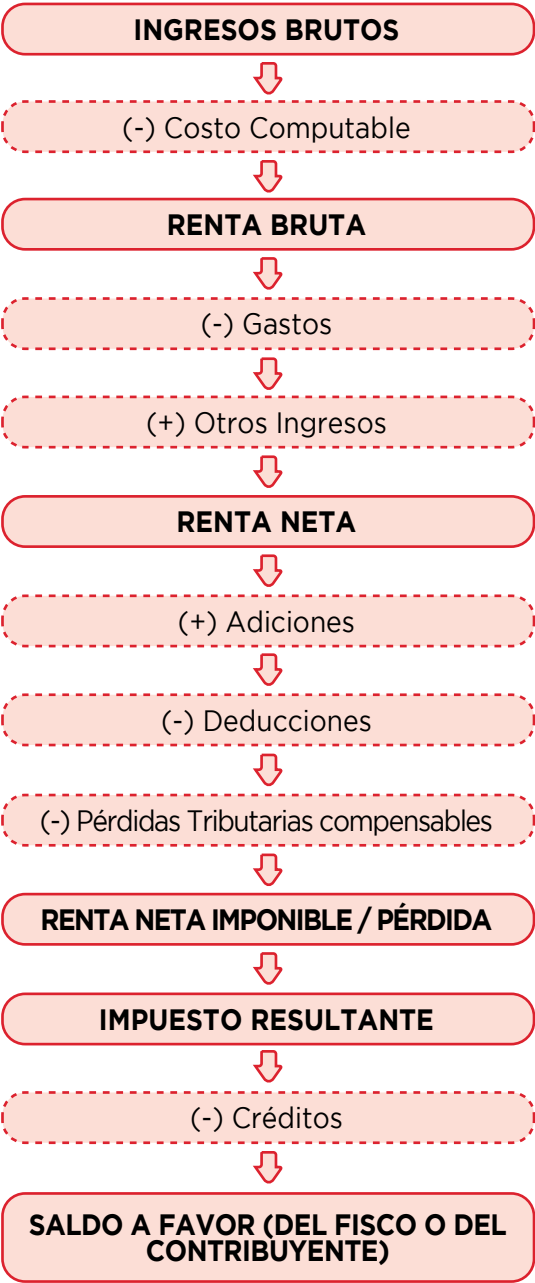 INGRESOS BRUTOS
(-) Costo Computable
RENTA BRUTA
(-) Gastos
(+) Otros Ingresos
RENTA NETA
(+) Adiciones
(-) Deducciones
(-) Pérdidas Tributarias compensables
RENTA NETA IMPONIBLE / PÉRDIDA
IMPUESTO RESULTANTE
(-) Créditos
SALDO A FAVOR (DEL FISCO O DEL
CONTRIBUYENTE)